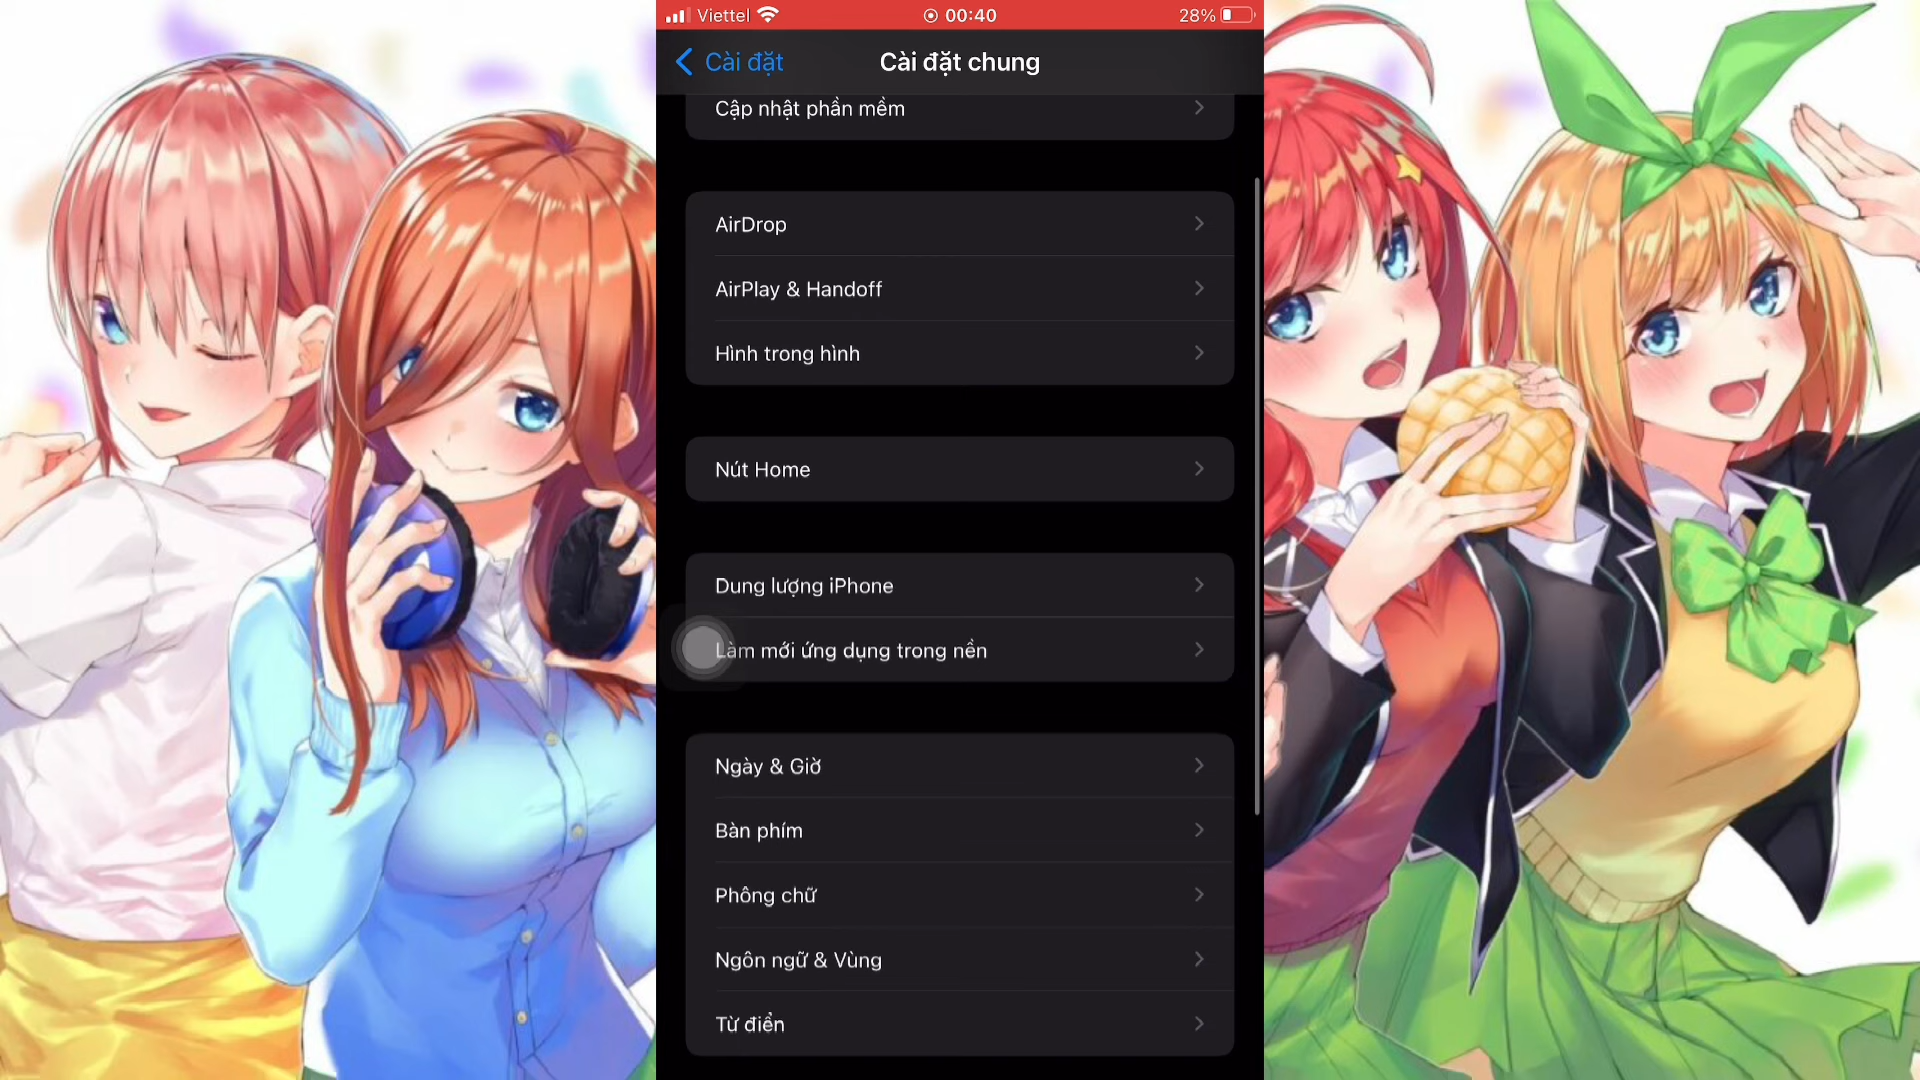 Viettel 00:40 28%
Cài đặt Cài đặt chung
Cập nhật phần mềm
AirDrop
AirPlay & Handoff
Hình trong hình
Nút Home
Dung lượng iPhone
Làm mới ứng dụng trong nền
Ngày & Giờ
Bàn phím
Phông chữ
Ngôn ngữ & Vùng
Từ điển